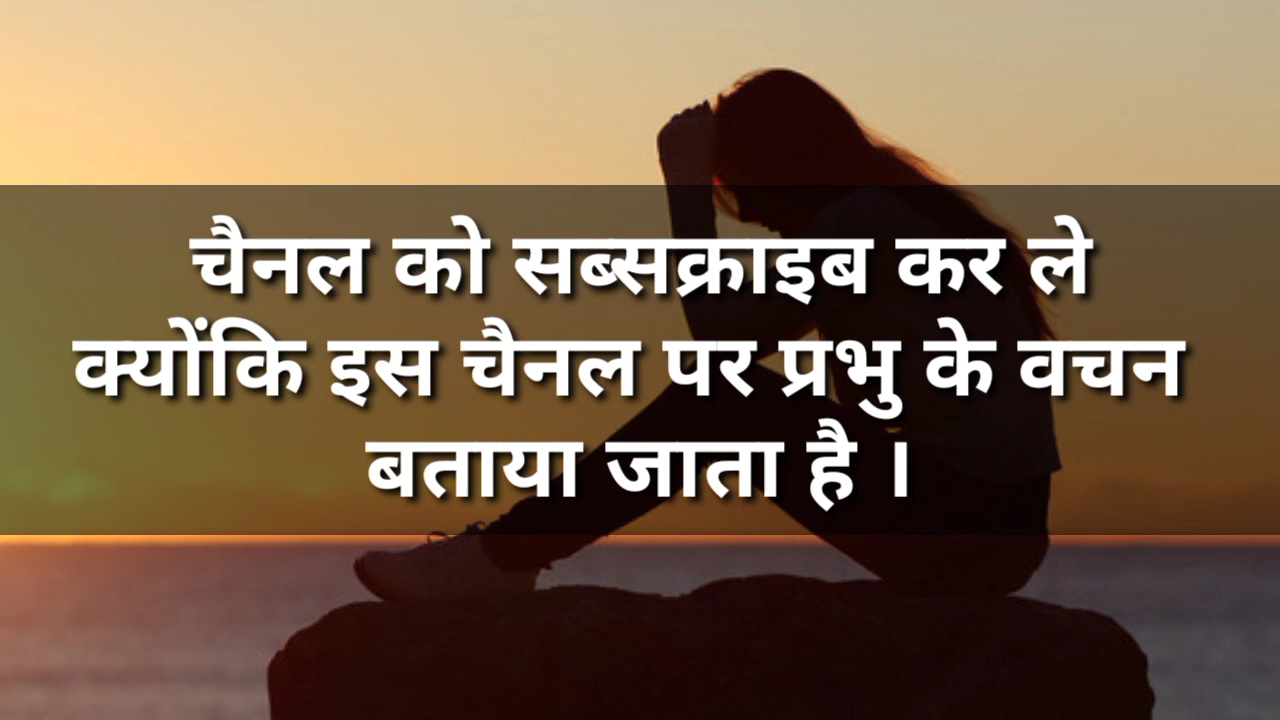 चैनल को सब्सक्राइब कर ले
क्योंकि इस चैनल पर प्रभु के वचन
बताया जाता है ।